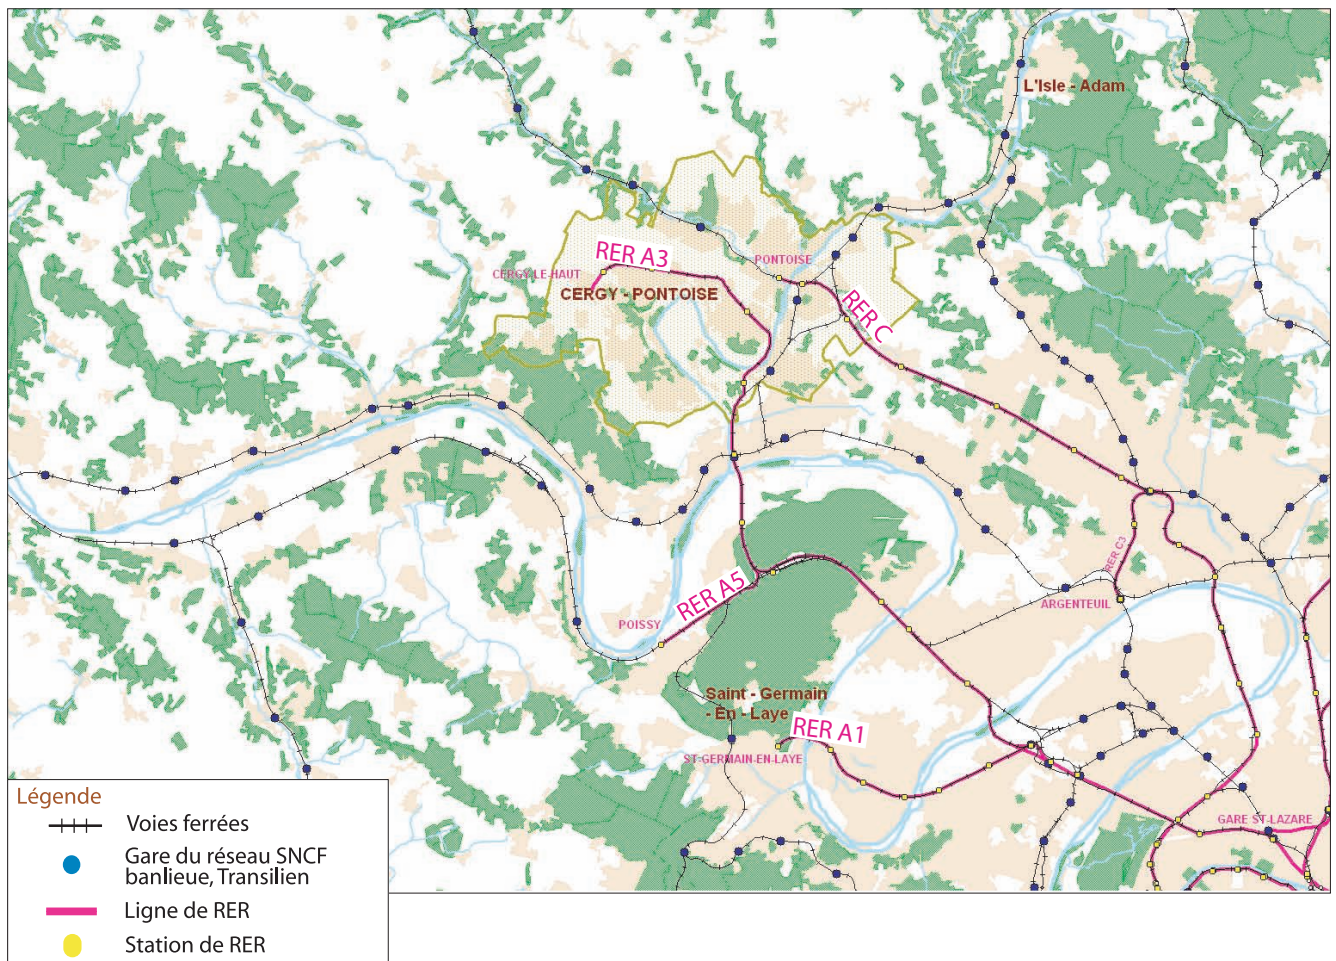 L'Isle - Adam
RER A3
PONTOISE
CERGY-LE-HAUT
CERGY - PONTOISE
RER C
RER C3
RER A5
ARGENTEUIL
POISSY
Saint - Germain
- En - Laye
RER A1
ST-GERMAIN-EN-LAYE
GARE ST-LAZARE
Légende
Voies ferrées
Gare du réseau SNCF
banlieue, Transilien
Ligne de RER
Station de RER